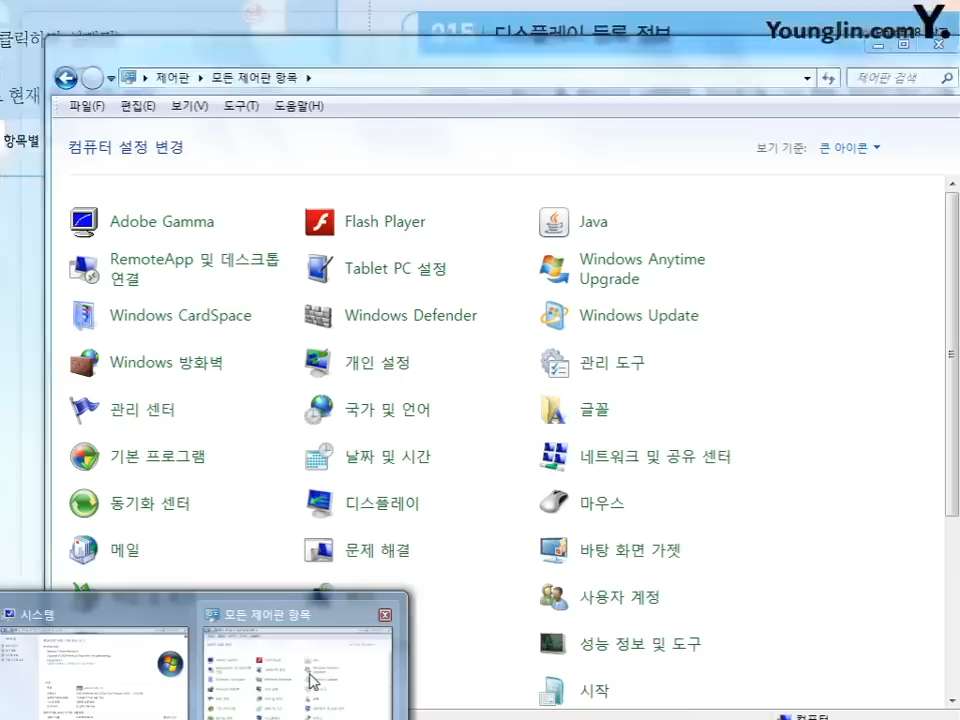 015 디스플레이 등록 정보
Younglin.com Y.
클릭하
현재
항목별
제어판 모든 제어판 항목
제어판 검색
파일(F) 편집(E) 보기(V) 도구(T) 도움말(H)
컴퓨터 설정 변경
보기 기준: 큰 아이콘
Adobe Gamma
Flash Player
Java
RemoteApp 및 데스크톱
연결
Tablet PC 설정
Windows Anytime
Upgrade
Windows CardSpace
Windows Defender
Windows Update
Windows 방화벽
개인 설정
관리 도구
관리 센터
국가 및 언어
글꼴
기본 프로그램
날짜 및 시간
네트워크 및 공유 센터
동기화 센터
디스플레이
마우스
메일
문제 해결
바탕 화면 가젯
사용자 계정
성능 정보 및 도구
시작
시스템
모든 제어판 항목
컴퓨터